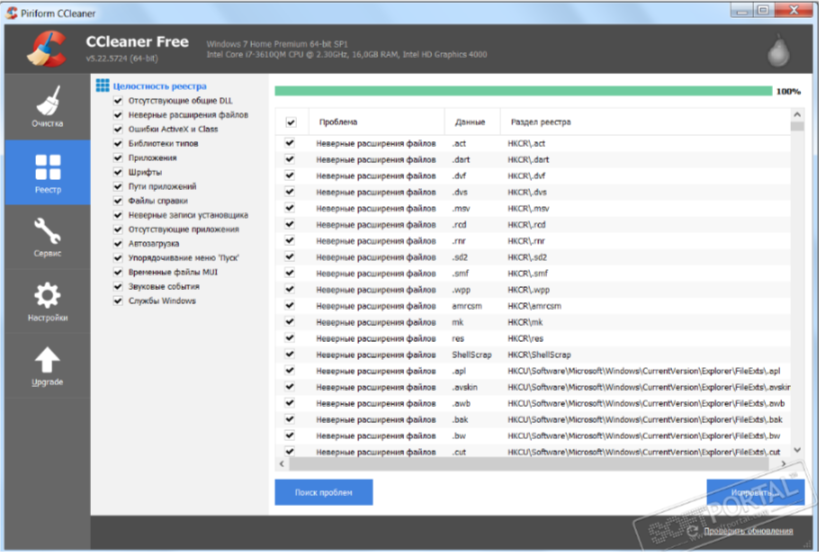 Piriform CCleaner
CCleaner Free
v5.22.5724 (64-bit)
Windows 7 Home Premium 64-bit SP1
Intel Core i7-3610QM CPU @ 2.30GHz, 16,0GB RAM, Intel HD Graphics 4000
Очистка
Реестр
Сервис
Настройки
Upgrade
Целостность реестра
Отсутствующие общие DLL
Неверные расширения файлов
Ошибки ActiveX и Class
Библиотеки типов
Приложения
Шрифты
Пути приложений
Файлы справки
Неверные записи установщика
Отсутствующие приложения
Автозагрузка
Упорядочивание меню 'Пуск'
Временные файлы MUI
Звуковые события
Службы Windows
100%
Проблема Данные Раздел реестра
Неверные расширения файлов .act HKCR\.act
Неверные расширения файлов .dart HKCR\.dart
Неверные расширения файлов .dvf HKCR\.dvf
Неверные расширения файлов .dvs HKCR\.dvs
Неверные расширения файлов .msv HKCR\.msv
Неверные расширения файлов .rcd HKCR\.rcd
Неверные расширения файлов .rnr HKCR\.rnr
Неверные расширения файлов .sd2 HKCR\.sd2
Неверные расширения файлов .smf HKCR\.smf
Неверные расширения файлов .wpp HKCR\.wpp
Неверные расширения файлов amrcsm HKCR\amrcsm
Неверные расширения файлов mk HKCR\mk
Неверные расширения файлов res HKCR\res
Неверные расширения файлов ShellScrap HKCR\ShellScrap
Неверные расширения файлов .apl HKCU\Software\Microsoft\Windows\CurrentVersion\Explorer\FileExts\.apl
Неверные расширения файлов .avskin HKCU\Software\Microsoft\Windows\CurrentVersion\Explorer\FileExts\.avskin
Неверные расширения файлов .awb HKCU\Software\Microsoft\Windows\CurrentVersion\Explorer\FileExts\.awb
Неверные расширения файлов .bak HKCU\Software\Microsoft\Windows\CurrentVersion\Explorer\FileExts\.bak
Неверные расширения файлов .bw HKCU\Software\Microsoft\Windows\CurrentVersion\Explorer\FileExts\.bw
Неверные расширения файлов .cut HKCU\Software\Microsoft\Windows\CurrentVersion\Explorer\FileExts\.cut
Поиск проблем
SOFTPORTAL
Проверить обновления